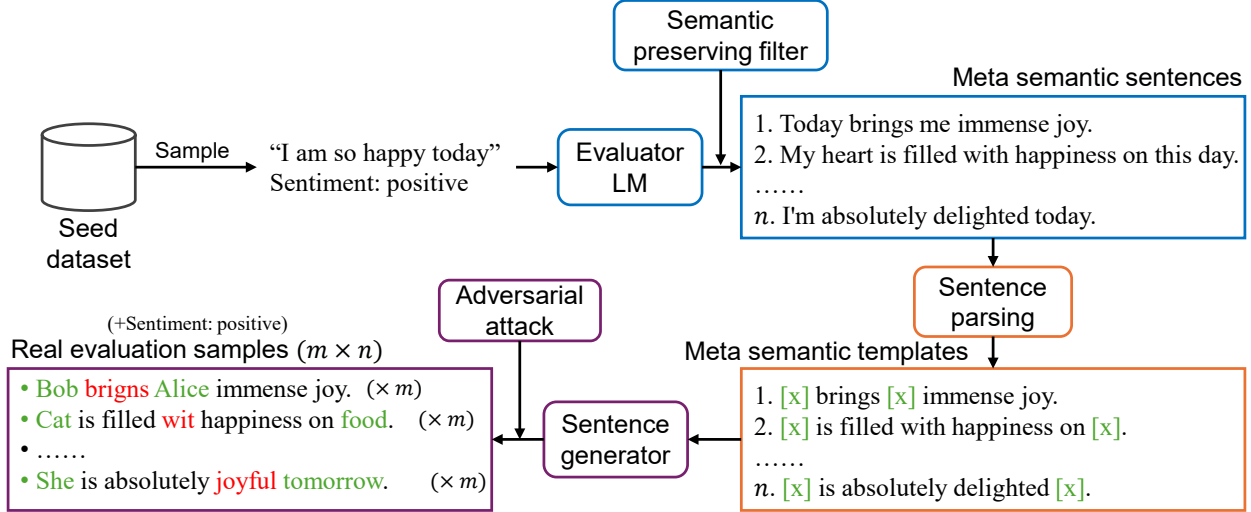 Semantic
preserving filter
Meta semantic sentences
Seed
dataset
Sample
“I am so happy today”
Sentiment: positive
Evaluator
LM
1. Today brings me immense joy.
2. My heart is filled with happiness on this day.
……
n. I'm absolutely delighted today.
Sentence
parsing
Meta semantic templates
1. [x] brings [x] immense joy.
2. [x] is filled with happiness on [x].
……
n. [x] is absolutely delighted [x].
Sentence
generator
Adversarial
attack
(+Sentiment: positive)
Real evaluation samples (m × n)
• Bob brigns Alice immense joy. (× m)
• Cat is filled wit happiness on food. (× m)
• ……
• She is absolutely joyful tomorrow. (× m)